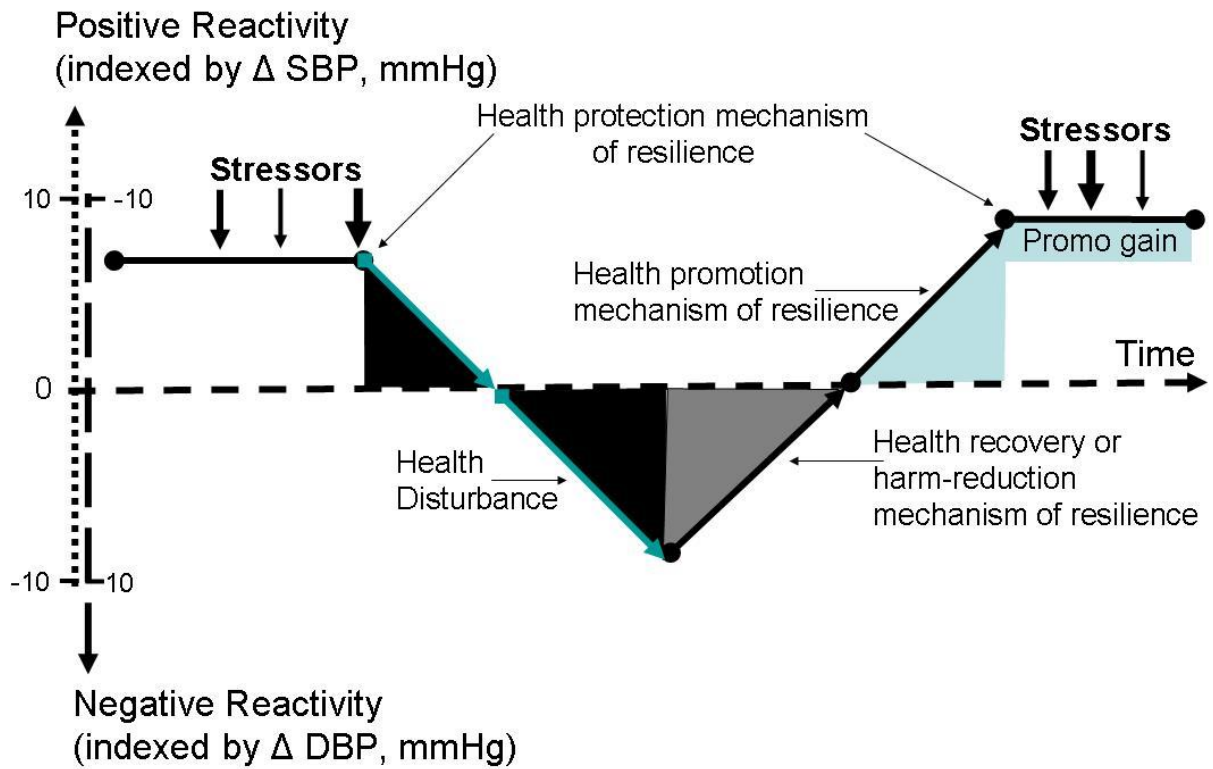 Positive Reactivity
(indexed by Δ SBP, mmHg)
Health protection mechanism
of resilience
Stressors
Stressors
10
-10
Promo gain
Health promotion
mechanism of resilience
Time
0
Health
Disturbance
Health recovery or
harm-reduction
mechanism of resilience
-10
10
Negative Reactivity
(indexed by Δ DBP, mmHg)